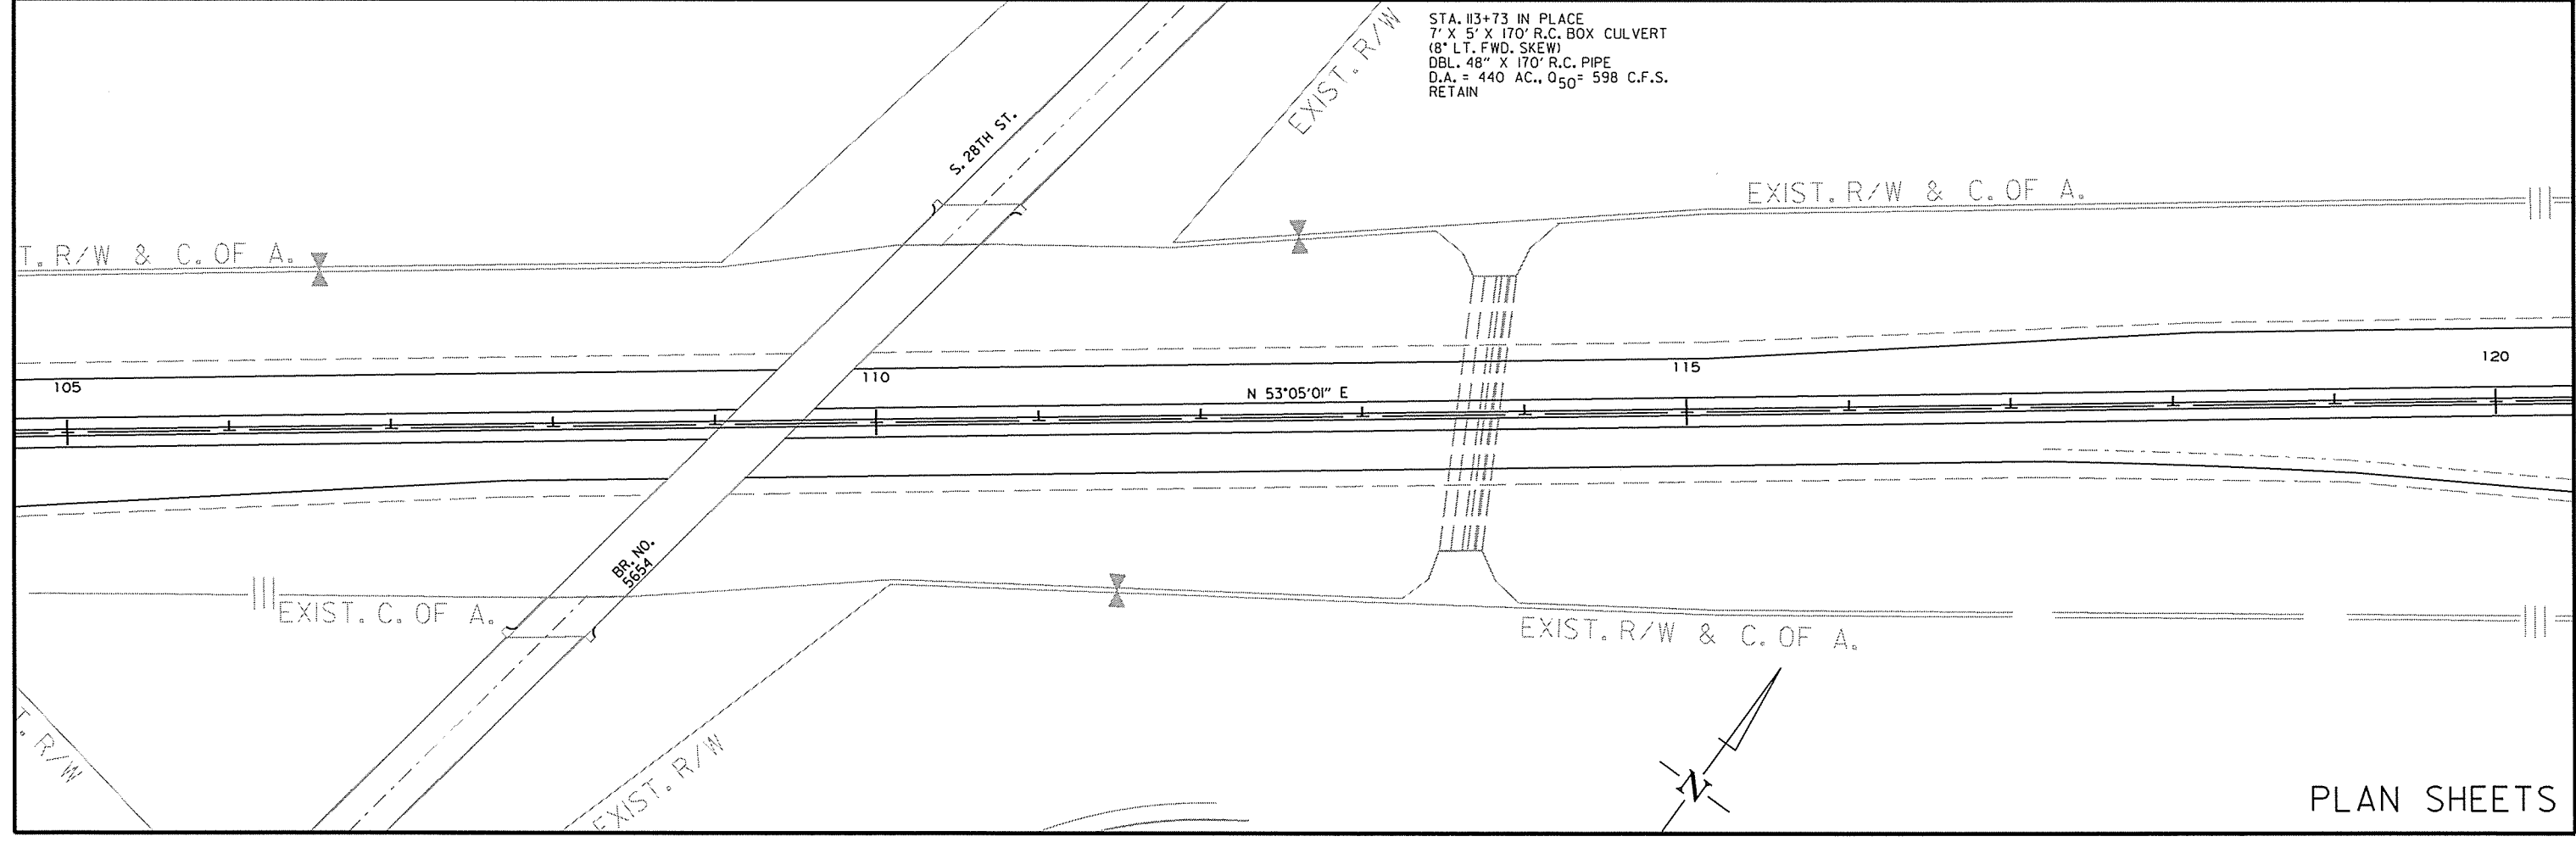 STA. 113+73 IN PLACE
7' X 5' X 170' R.C. BOX CULVERT
(8° LT. FWD. SKEW)
DBL. 48" X 170' R.C. PIPE
D.A. = 440 AC., Q50= 598 C.F.S.
RETAIN
EXIST. R/W
S. 28TH ST.
EXIST. R/W & C. OF A.
T. R/W & C. OF A.
105
110
115
120
N 53°05'01" E
BR. NO.
5654
EXIST. C. OF A.
EXIST. R/W & C. OF A.
T. R/W
EXIST. R/W
N
PLAN SHEETS